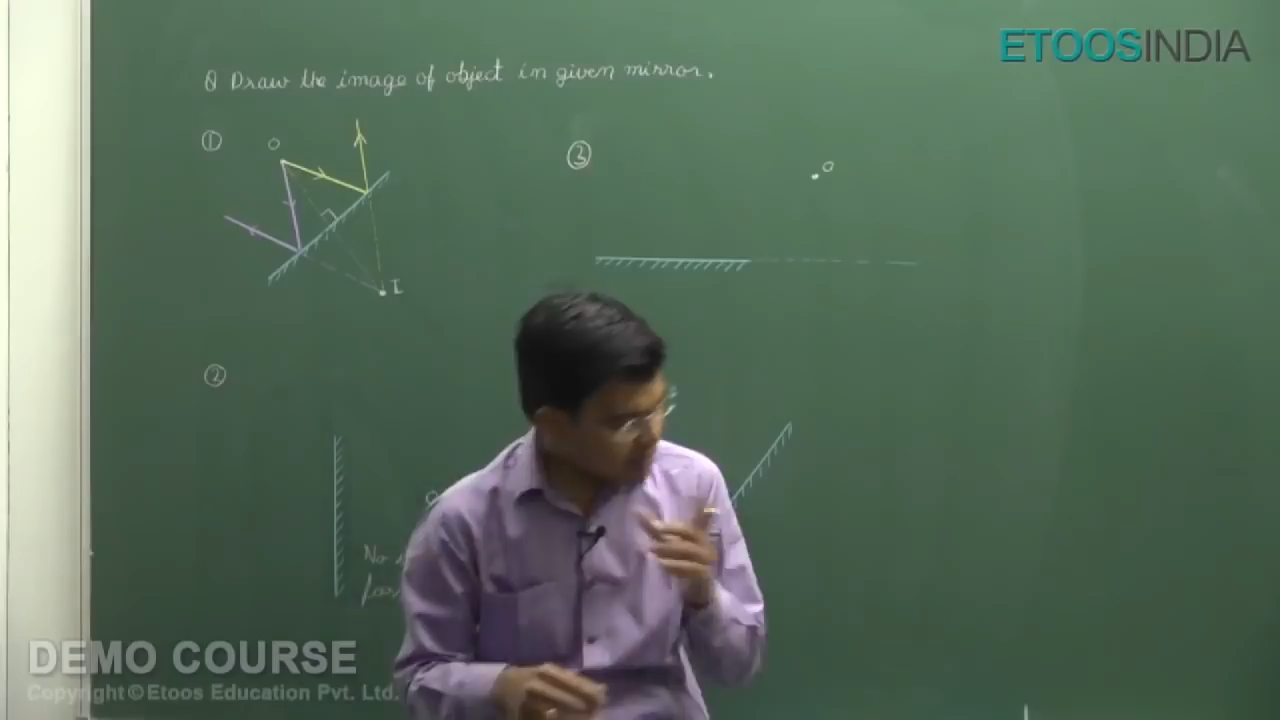 ETOOSINDIA
Q Draw the image of object in given mirror.
①
O
I
③
O
②
O
No
DEMO COURSE
Copyright © Etoos Education Pvt. Ltd.